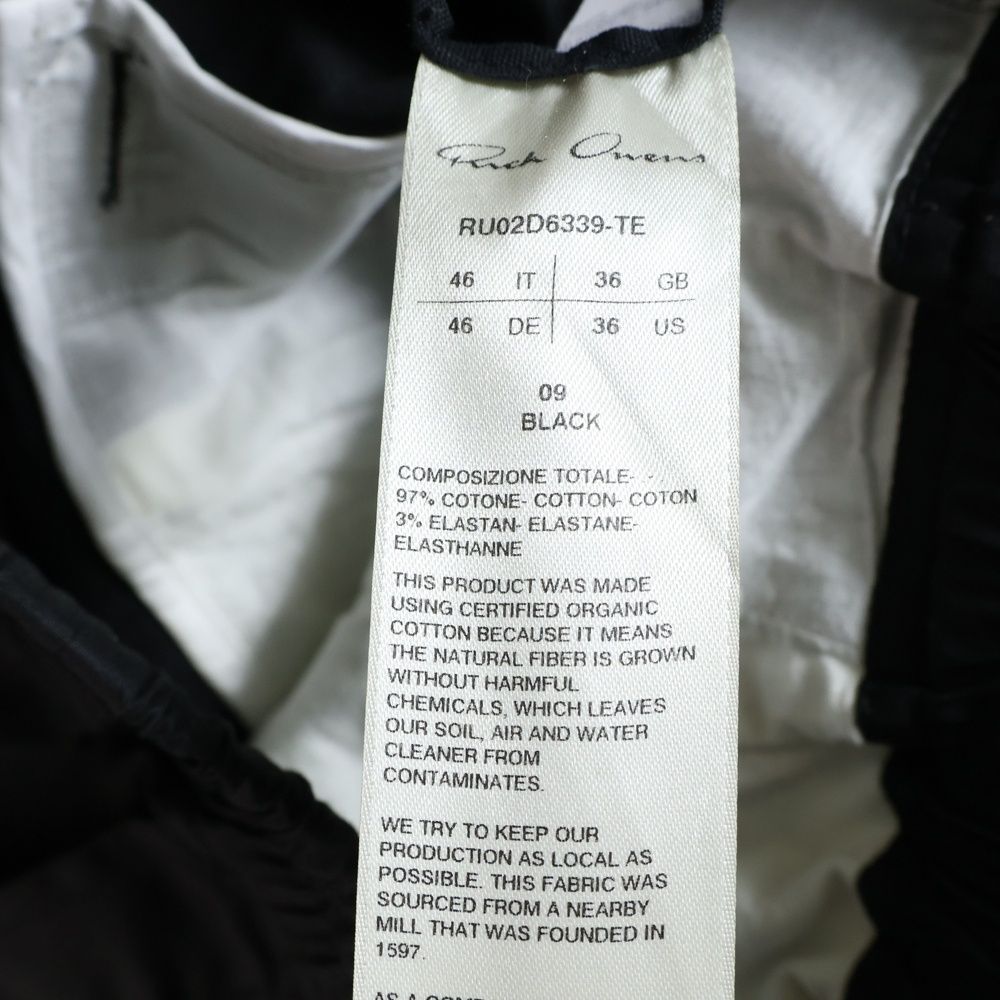 Rick Owens
RU02D6339-TE
46 IT 36 GB
46 DE 36 US
09
BLACK
COMPOSIZIONE TOTALE-
97% COTONE- COTTON- COTON
3% ELASTAN- ELASTANE-
ELASTHANNE
THIS PRODUCT WAS MADE
USING CERTIFIED ORGANIC
COTTON BECAUSE IT MEANS
THE NATURAL FIBER IS GROWN
WITHOUT HARMFUL
CHEMICALS, WHICH LEAVES
OUR SOIL, AIR AND WATER
CLEANER FROM
CONTAMINATES.
WE TRY TO KEEP OUR
PRODUCTION AS LOCAL AS
POSSIBLE. THIS FABRIC WAS
SOURCED FROM A NEARBY
MILL THAT WAS FOUNDED IN
1597.
AS A